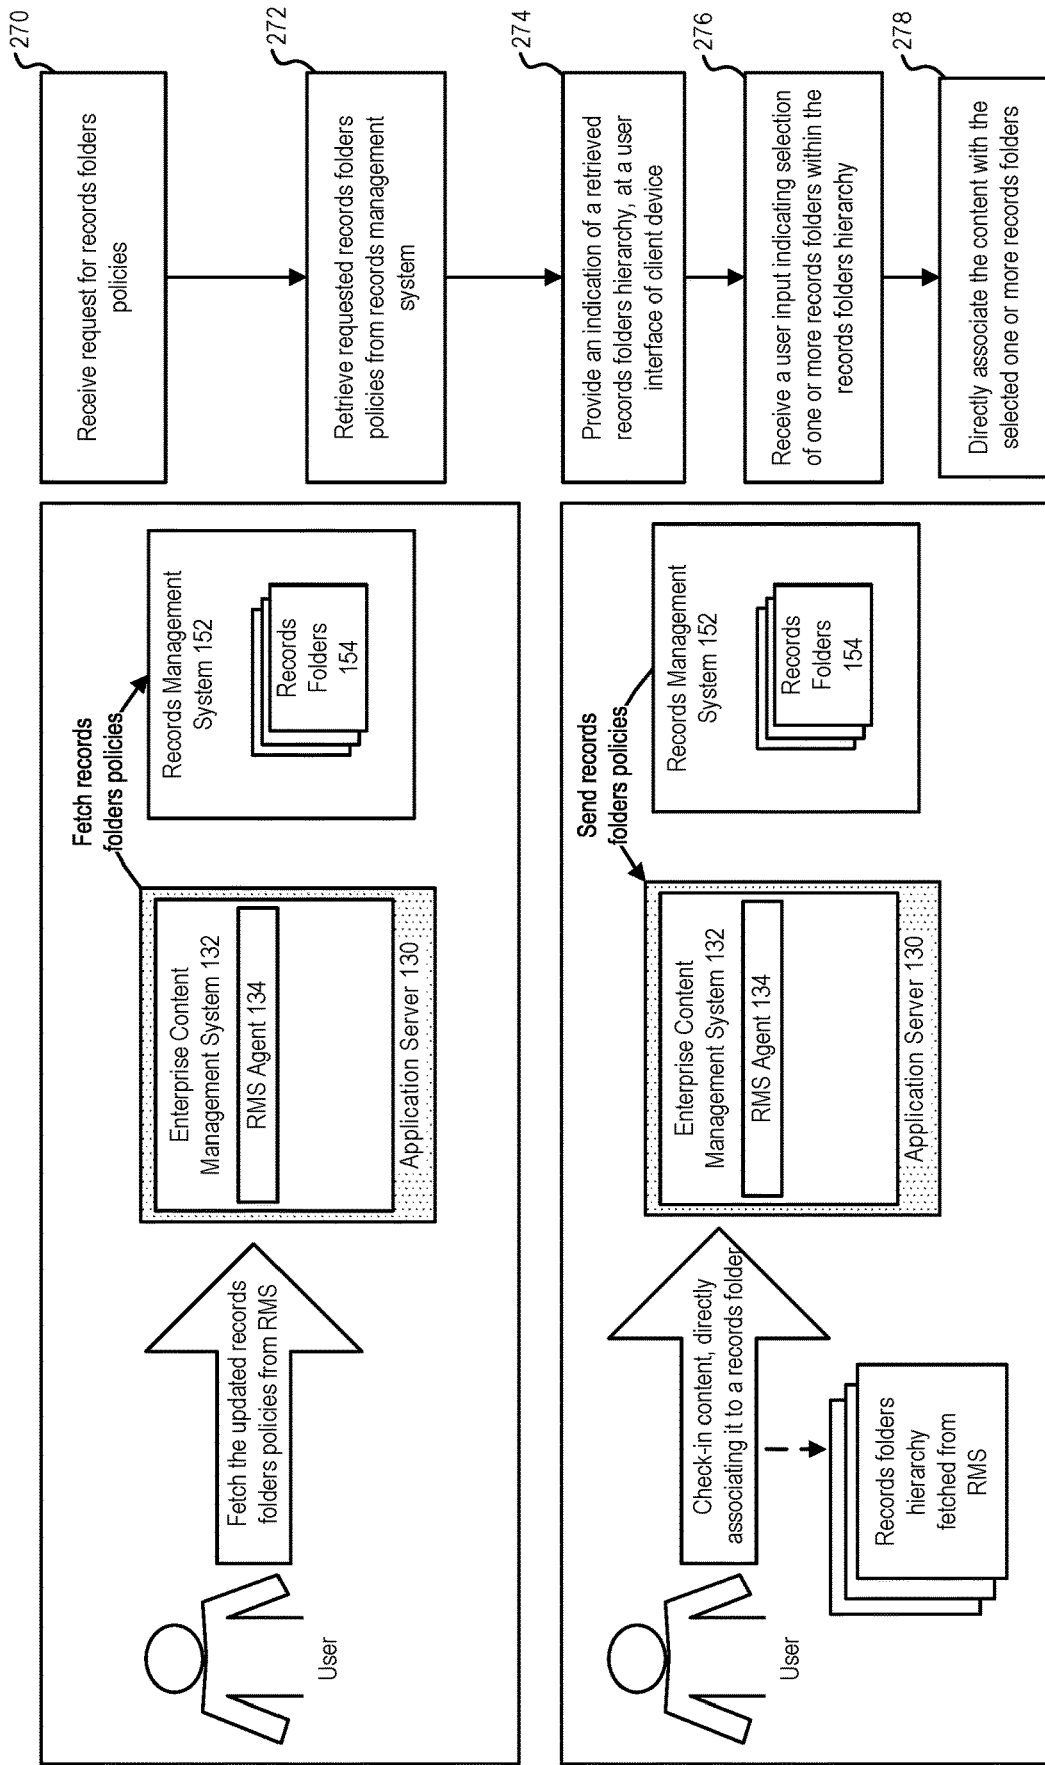 Fetch the updated records
folders policies from RMS
User
Enterprise Content
Management System 132
RMS Agent 134
Application Server 130
Fetch records
folders policies
Records Management
System 152
Records
Folders
154
Check-in content, directly
associating it to a records folder
User
Records folders
hierarchy
fetched from
RMS
Enterprise Content
Management System 132
RMS Agent 134
Application Server 130
Send records
folders policies
Records Management
System 152
Records
Folders
154
270
Receive request for records folders
policies
272
Retrieve requested records folders
policies from records management
system
274
Provide an indication of a retrieved
records folders hierarchy, at a user
interface of client device
276
Receive a user input indicating selection
of one or more records folders within the
records folders hierarchy
278
Directly associate the content with the
selected one or more records folders